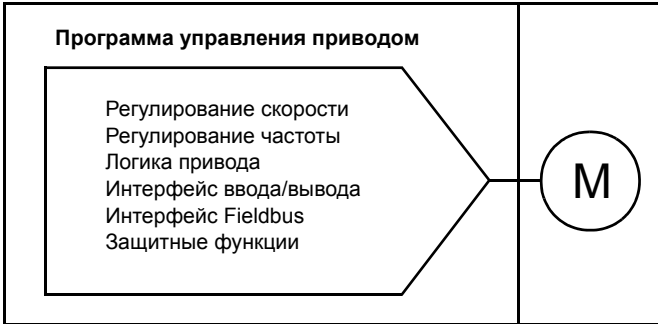 Программа управления приводом
Регулирование скорости
Регулирование частоты
Логика привода
Интерфейс ввода/вывода
Интерфейс Fieldbus
Защитные функции
M